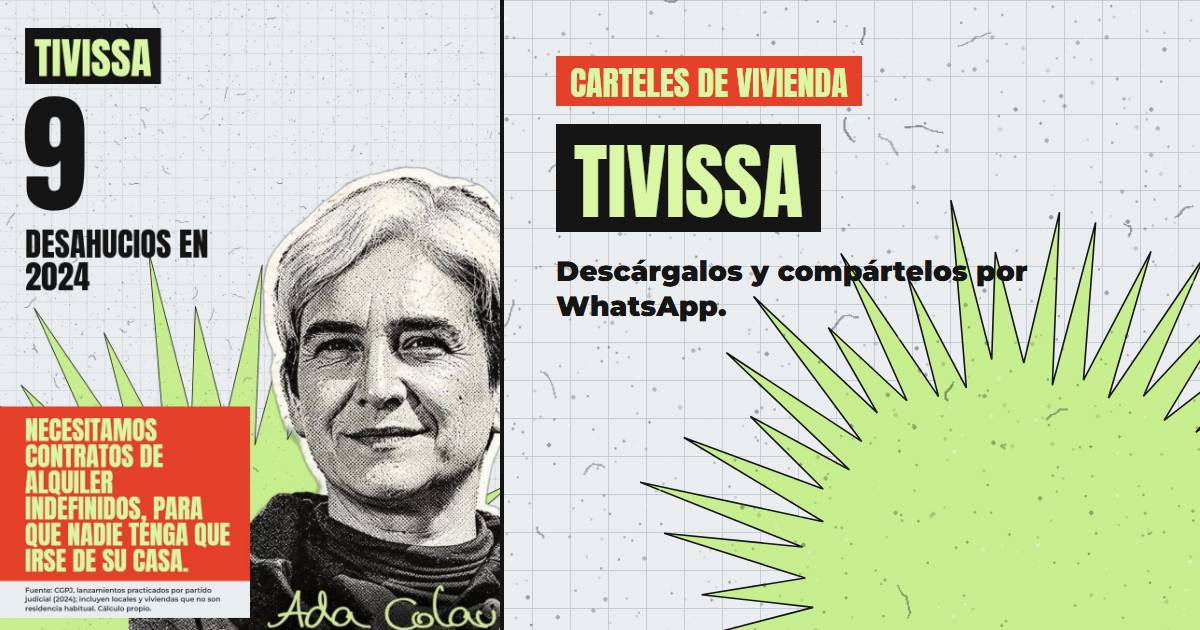 TIVISSA
9
DESAHUCIOS EN
2024
NECESITAMOS
CONTRATOS DE
ALQUILER
INDEFINIDOS, PARA
QUE NADIE TENGA QUE
IRSE DE SU CASA.
Fuente: CGPJ, lanzamientos practicados por partido
judicial (2024); incluyen locales y viviendas que no son
residencia habitual. Cálculo propio.
Ada Colau
CARTELES DE VIVIENDA
TIVISSA
Descárgalos y compártelos por
WhatsApp.